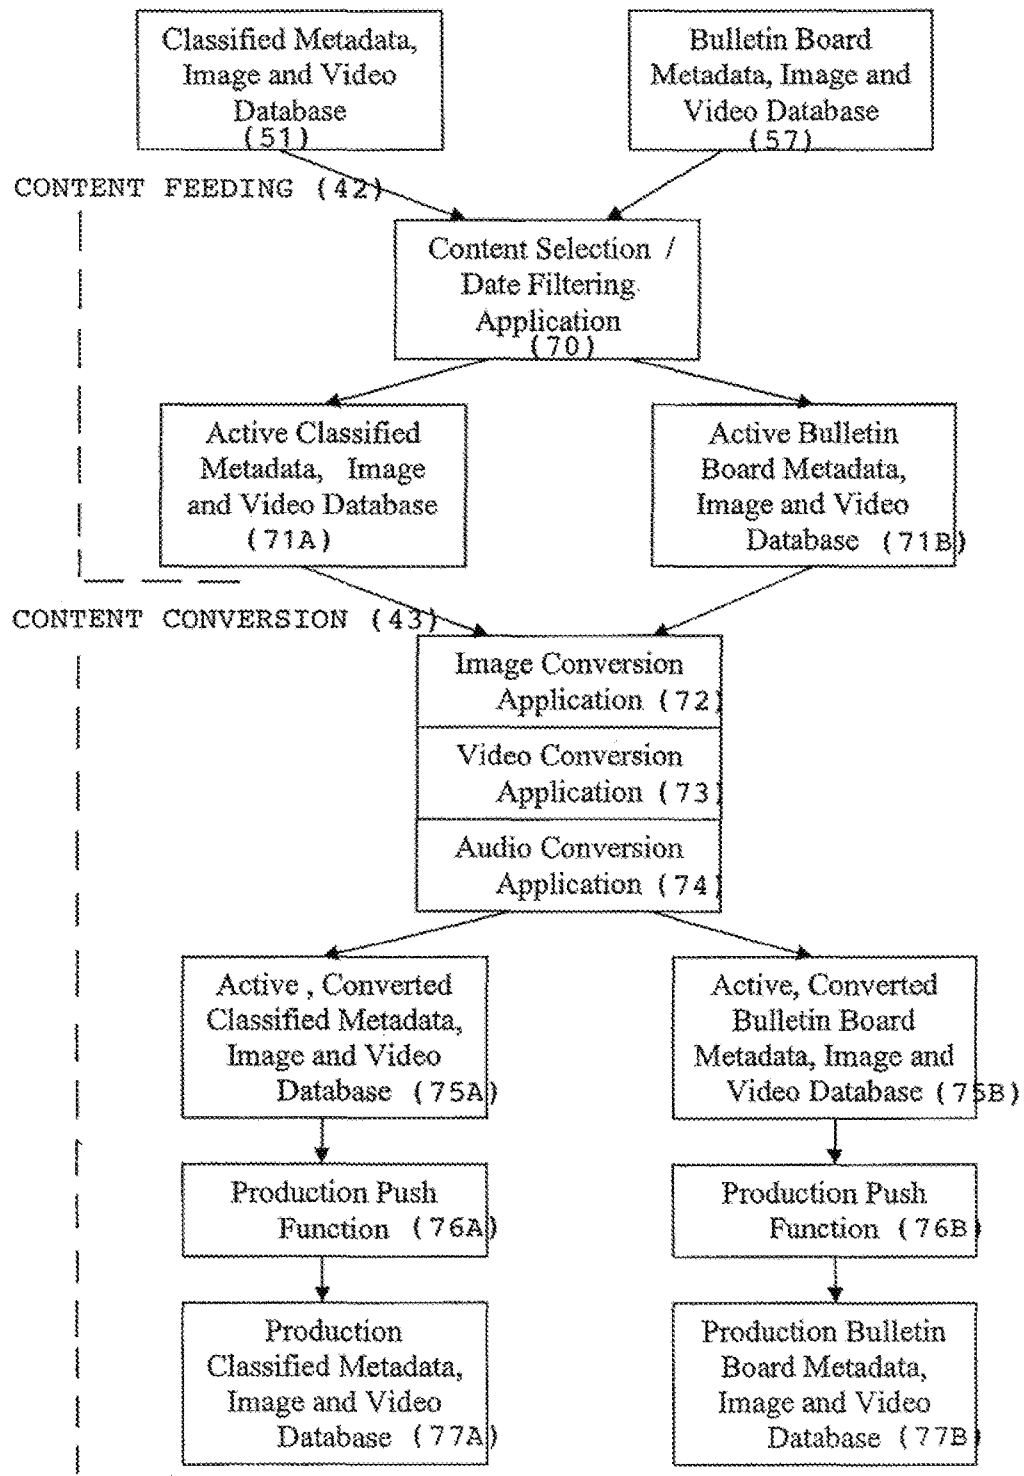 Classified Metadata,
Image and Video
Database
(51)
Bulletin Board
Metadata, Image and
Video Database
(57)
CONTENT FEEDING (42)
Content Selection /
Date Filtering
Application
(70)
Active Classified
Metadata, Image
and Video Database
(71A)
Active Bulletin
Board Metadata,
Image and Video
Database (71B)
CONTENT CONVERSION (43)
Image Conversion
Application (72)
Video Conversion
Application (73)
Audio Conversion
Application (74)
Active , Converted
Classified Metadata,
Image and Video
Database (75A)
Active, Converted
Bulletin Board
Metadata, Image and
Video Database (75B)
Production Push
Function (76A)
Production Push
Function (76B)
Production
Classified Metadata,
Image and Video
Database (77A)
Production Bulletin
Board Metadata,
Image and Video
Database (77B)